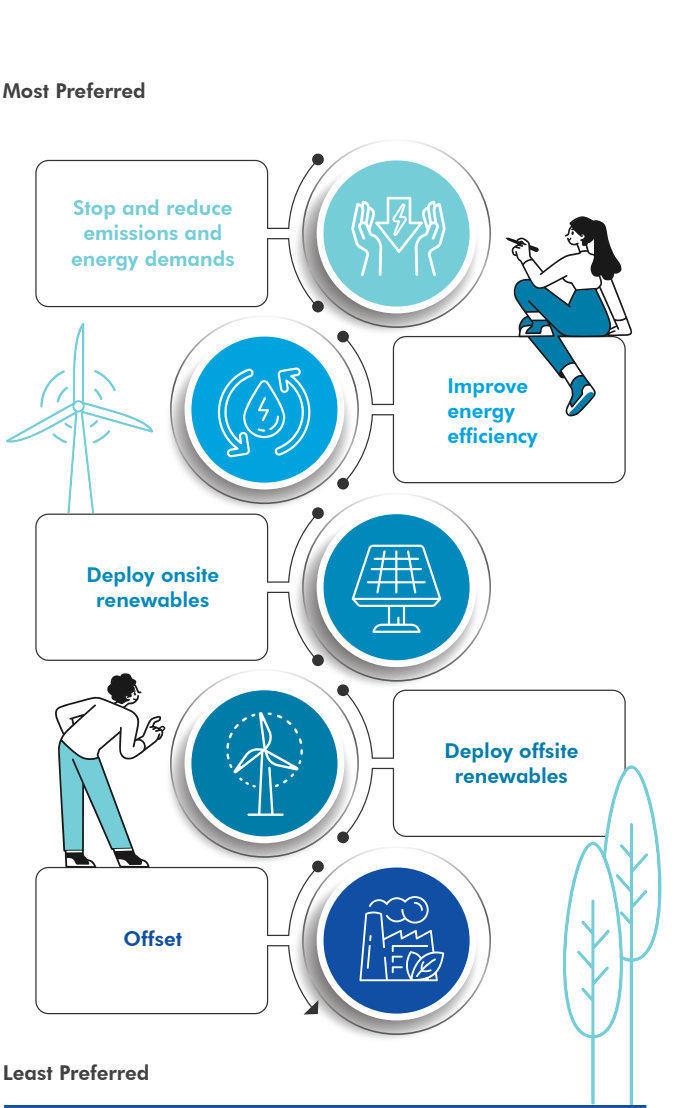 Most Preferred
Stop and reduce
emissions and
energy demands
Improve
energy
efficiency
Deploy onsite
renewables
Deploy offsite
renewables
Offset
Least Preferred